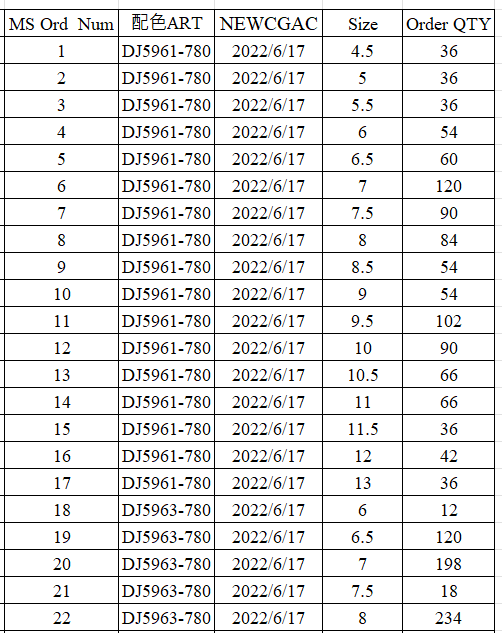 MS Ord Num 配色ART NEWCGAC Size Order QTY
1 DJ5961-780 2022/6/17 4.5 36
2 DJ5961-780 2022/6/17 5 36
3 DJ5961-780 2022/6/17 5.5 36
4 DJ5961-780 2022/6/17 6 54
5 DJ5961-780 2022/6/17 6.5 60
6 DJ5961-780 2022/6/17 7 120
7 DJ5961-780 2022/6/17 7.5 90
8 DJ5961-780 2022/6/17 8 84
9 DJ5961-780 2022/6/17 8.5 54
10 DJ5961-780 2022/6/17 9 54
11 DJ5961-780 2022/6/17 9.5 102
12 DJ5961-780 2022/6/17 10 90
13 DJ5961-780 2022/6/17 10.5 66
14 DJ5961-780 2022/6/17 11 66
15 DJ5961-780 2022/6/17 11.5 36
16 DJ5961-780 2022/6/17 12 42
17 DJ5961-780 2022/6/17 13 36
18 DJ5963-780 2022/6/17 6 12
19 DJ5963-780 2022/6/17 6.5 120
20 DJ5963-780 2022/6/17 7 198
21 DJ5963-780 2022/6/17 7.5 18
22 DJ5963-780 2022/6/17 8 234